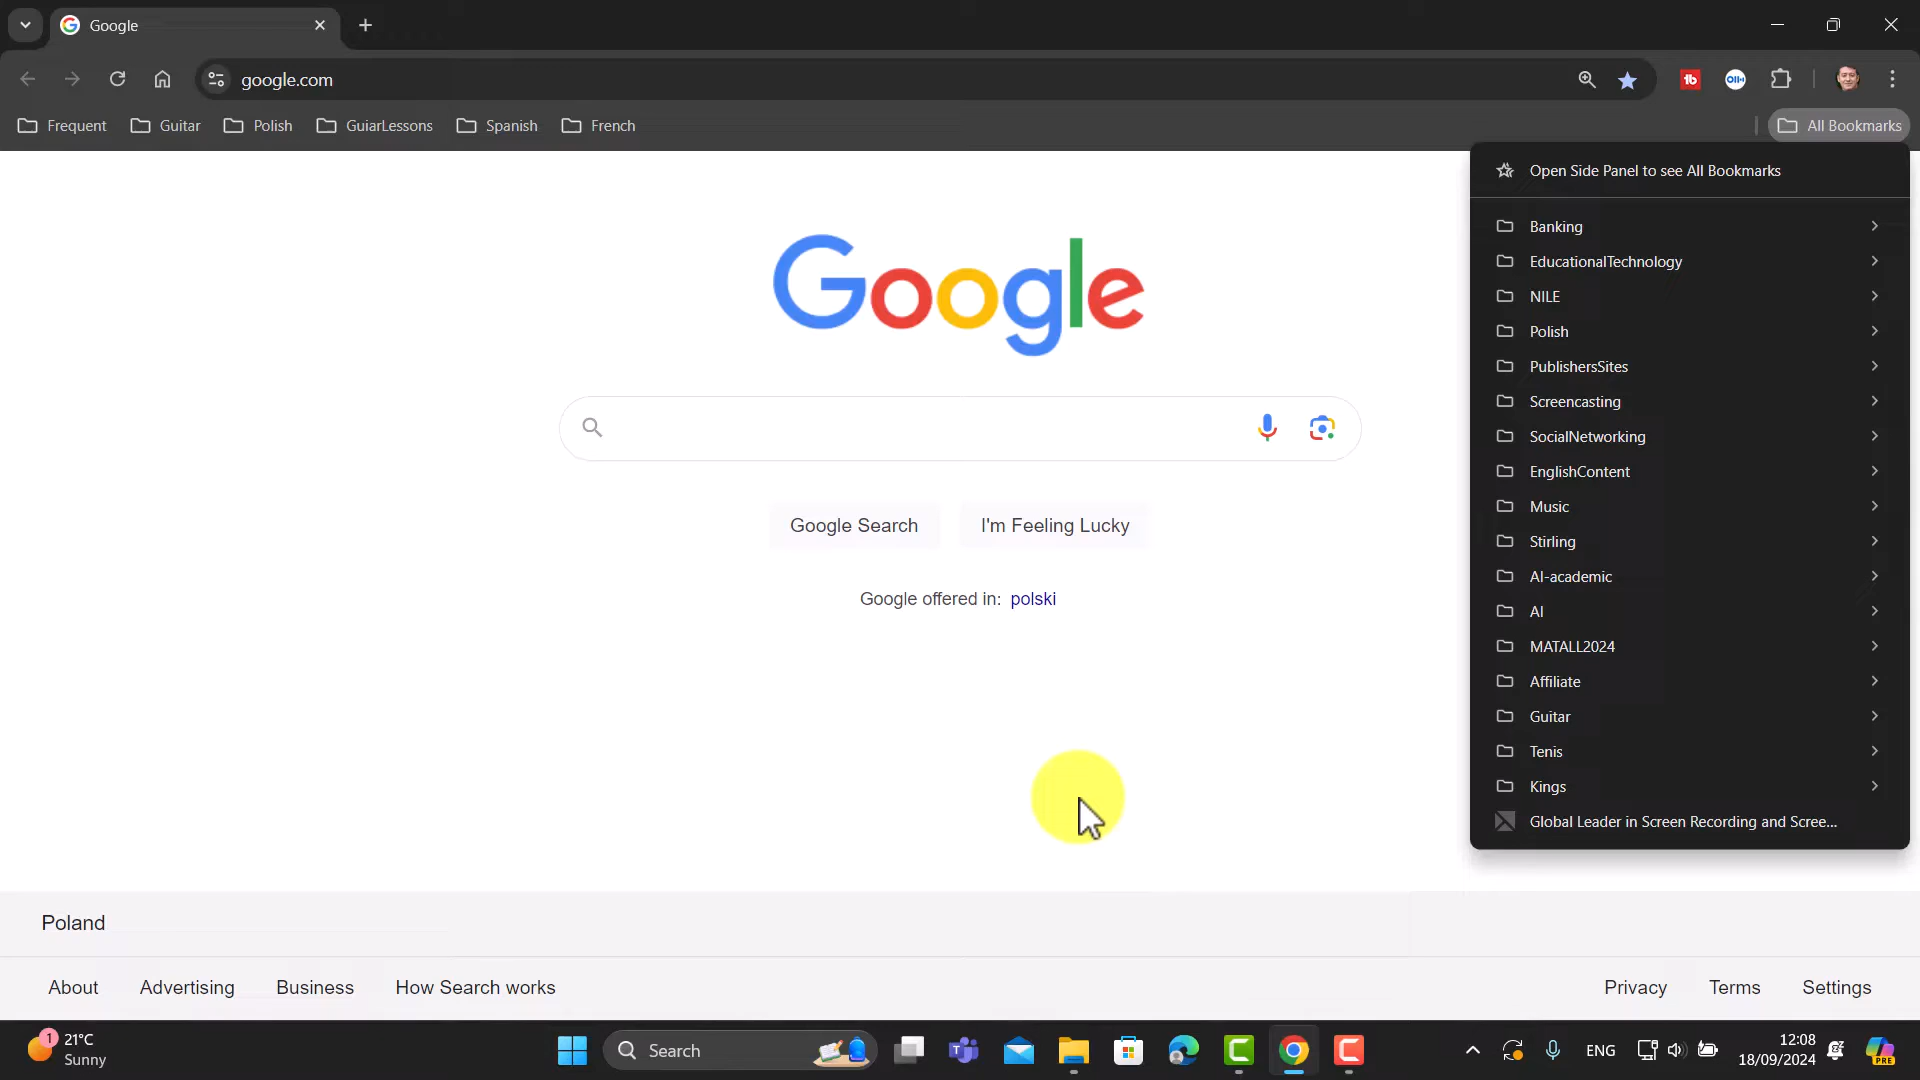 Google
google.com
Frequent Guitar Polish GuiarLessons Spanish French All Bookmarks
Open Side Panel to see All Bookmarks
Banking
EducationalTechnology
NILE
Polish
PublishersSites
Screencasting
SocialNetworking
EnglishContent
Music
Stirling
AI-academic
AI
MATALL2024
Affiliate
Guitar
Tenis
Kings
Global Leader in Screen Recording and Scree...
Google
Google Search I'm Feeling Lucky
Google offered in: polski
Poland
About Advertising Business How Search works Privacy Terms Settings
1 21°C
Sunny
Search
ENG
12:08
18/09/2024
PRE